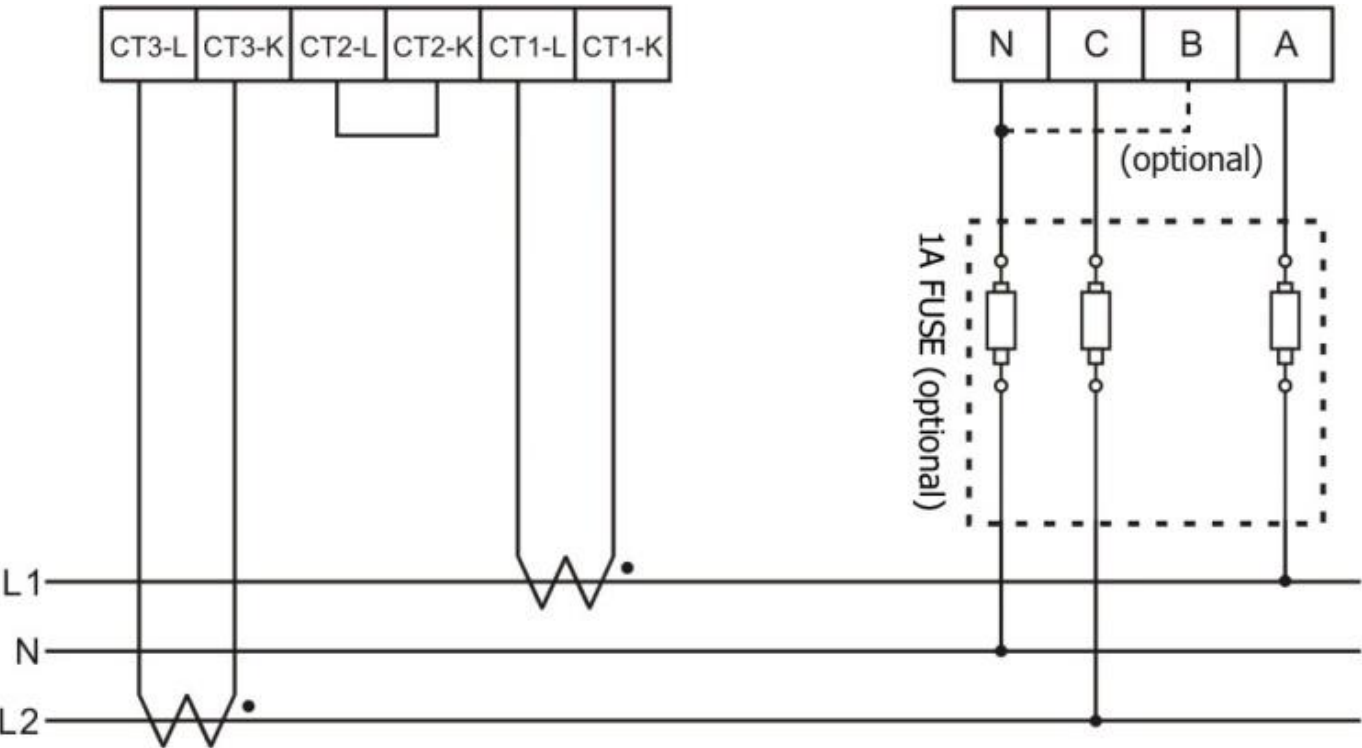 CT3-L CT3-K CT2-L CT2-K CT1-L CT1-K
N C B A
(optional)
1A FUSE (optional)
L1
N
L2